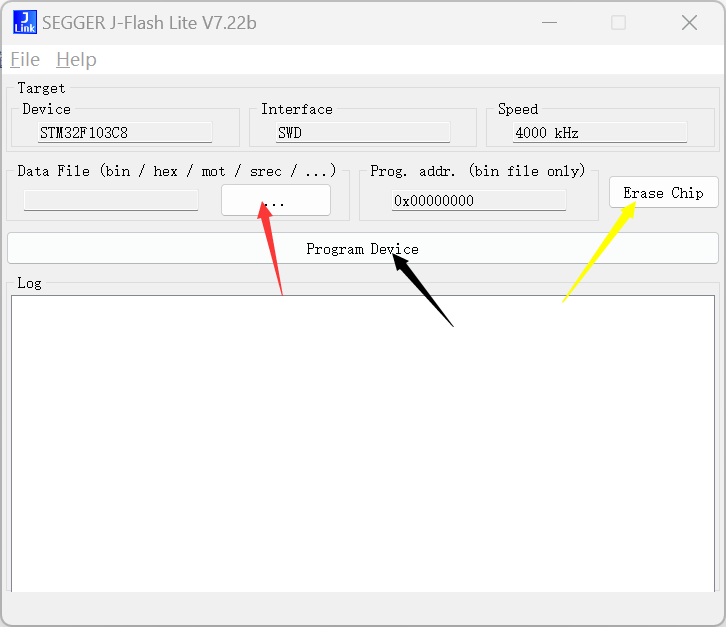 J Link SEGGER J-Flash Lite V7.22b
File Help
Target
Device Interface Speed
STM32F103C8 SWD 4000 kHz
Data File (bin / hex / mot / srec / ...) Prog. addr. (bin file only)
... 0x00000000 Erase Chip
Program Device
Log